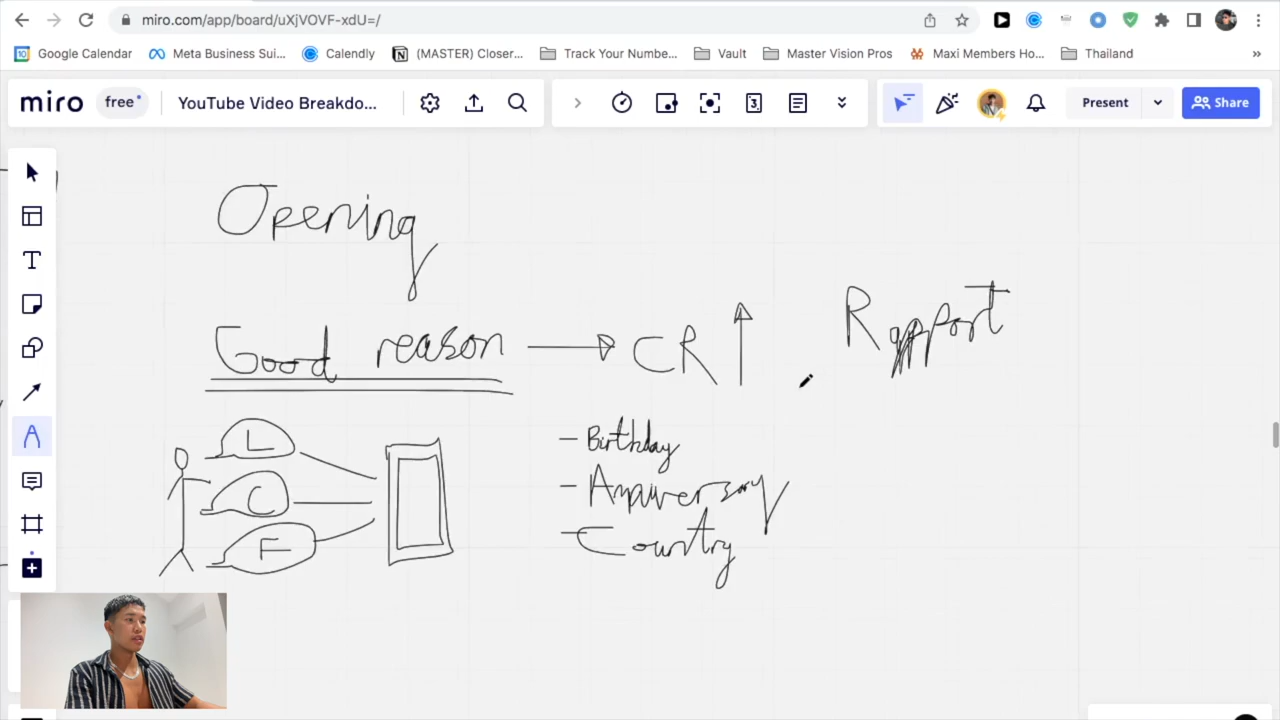 miro.com/app/board/uXjVOVF-xdU=/
Google Calendar
Meta Business Sui...
Calendly
(MASTER) Closer...
Track Your Numbe...
Vault
Master Vision Pros
Maxi Members Ho...
Thailand
»
miro
free
YouTube Video Breakdo...
3
Present
Share
Opening
Good reason
CR
Rapport
L
C
F
- Birthday
- Anniversary
- Country